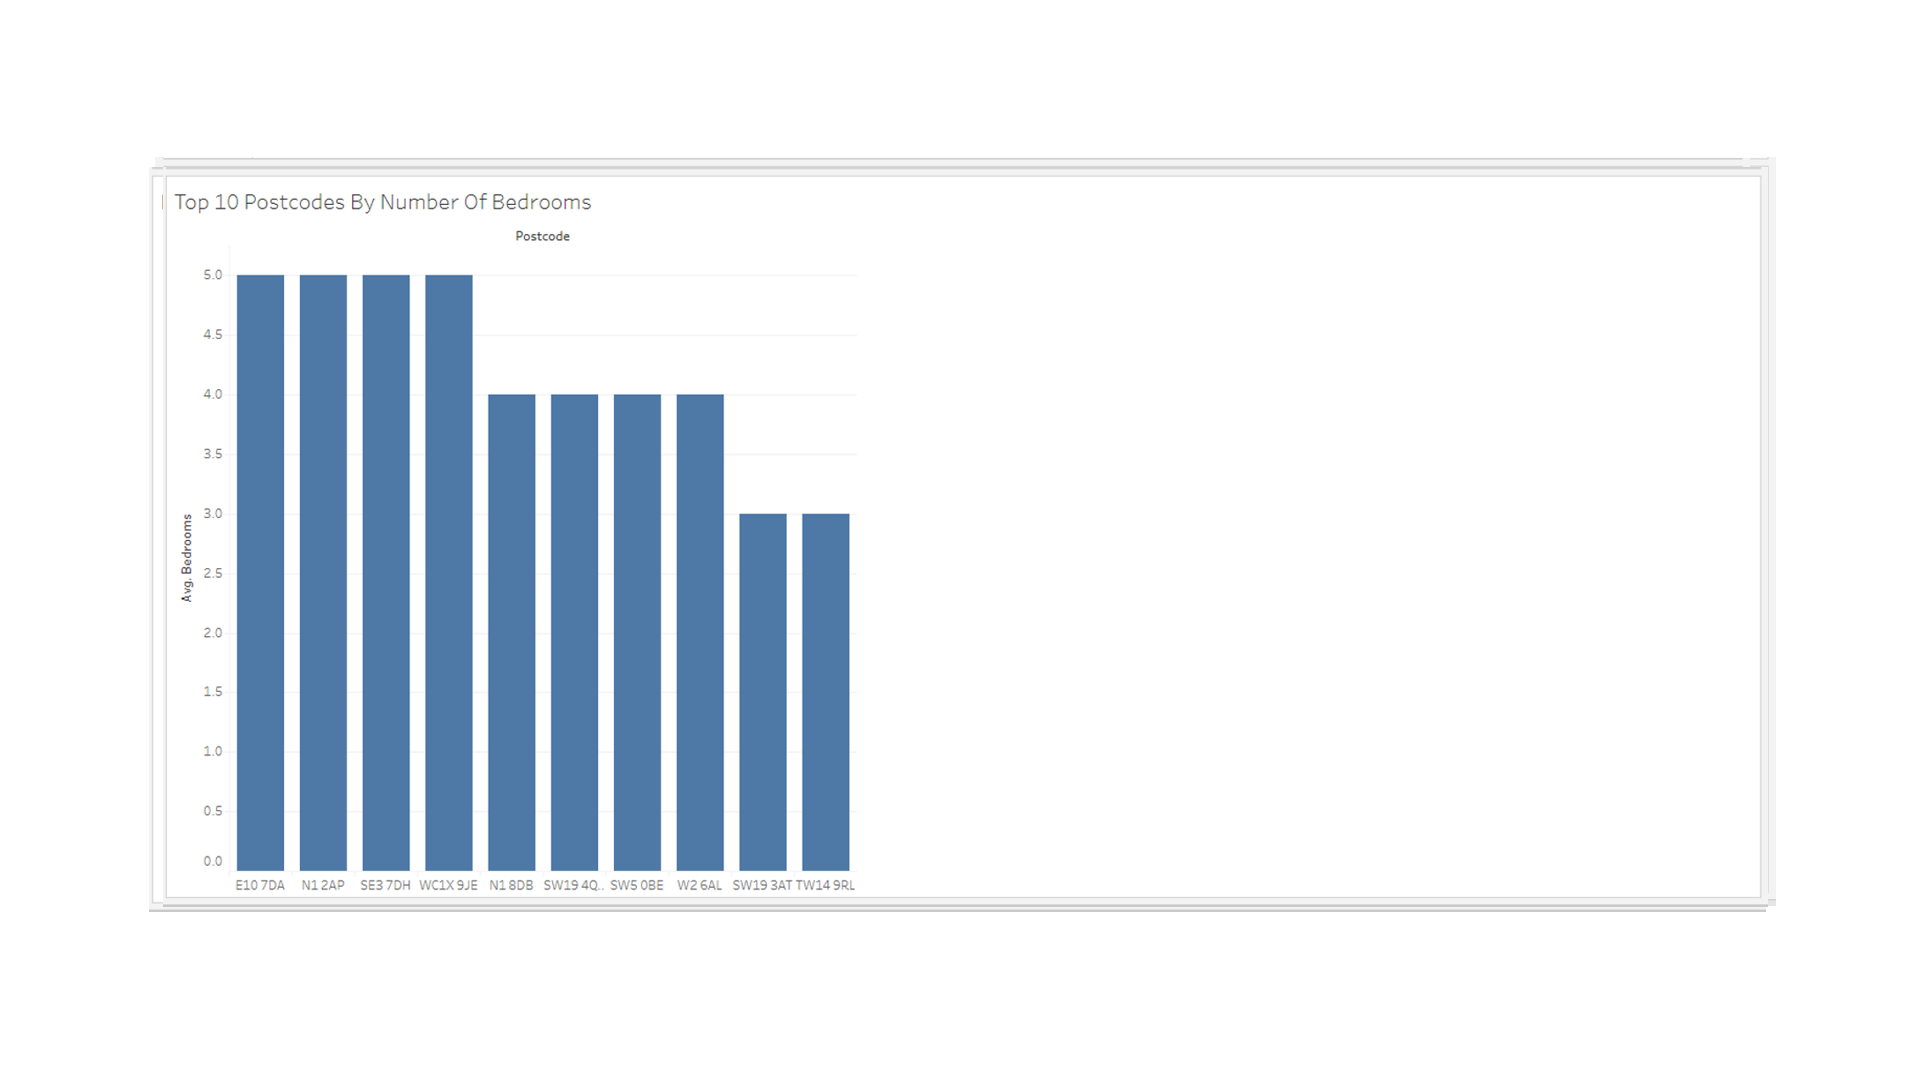 Top 10 Postcodes By Number Of Bedrooms
Postcode
5.0
4.5
4.0
3.5
3.0
2.5
2.0
1.5
1.0
0.5
0.0
Avg. Bedrooms
E10 7DA N1 2AP SE3 7DH WC1X 9JE N1 8DB SW19 4Q.. SW5 0BE W2 6AL SW19 3AT TW14 9RL